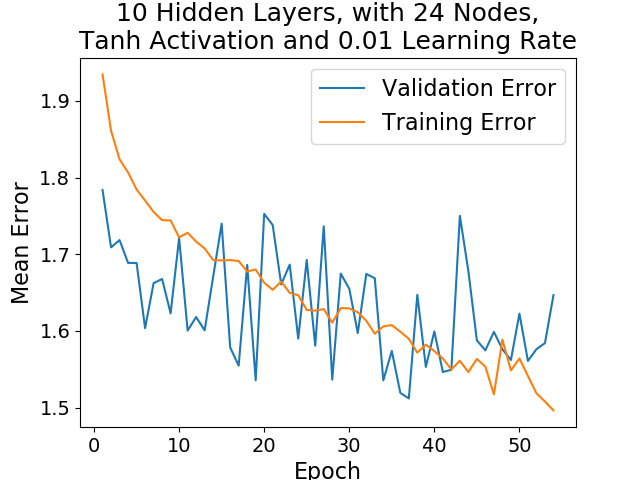 10 Hidden Layers, with 24 Nodes,
Tanh Activation and 0.01 Learning Rate
Validation Error
Training Error
Mean Error
1.9
1.8
1.7
1.6
1.5
0 10 20 30 40 50
Epoch